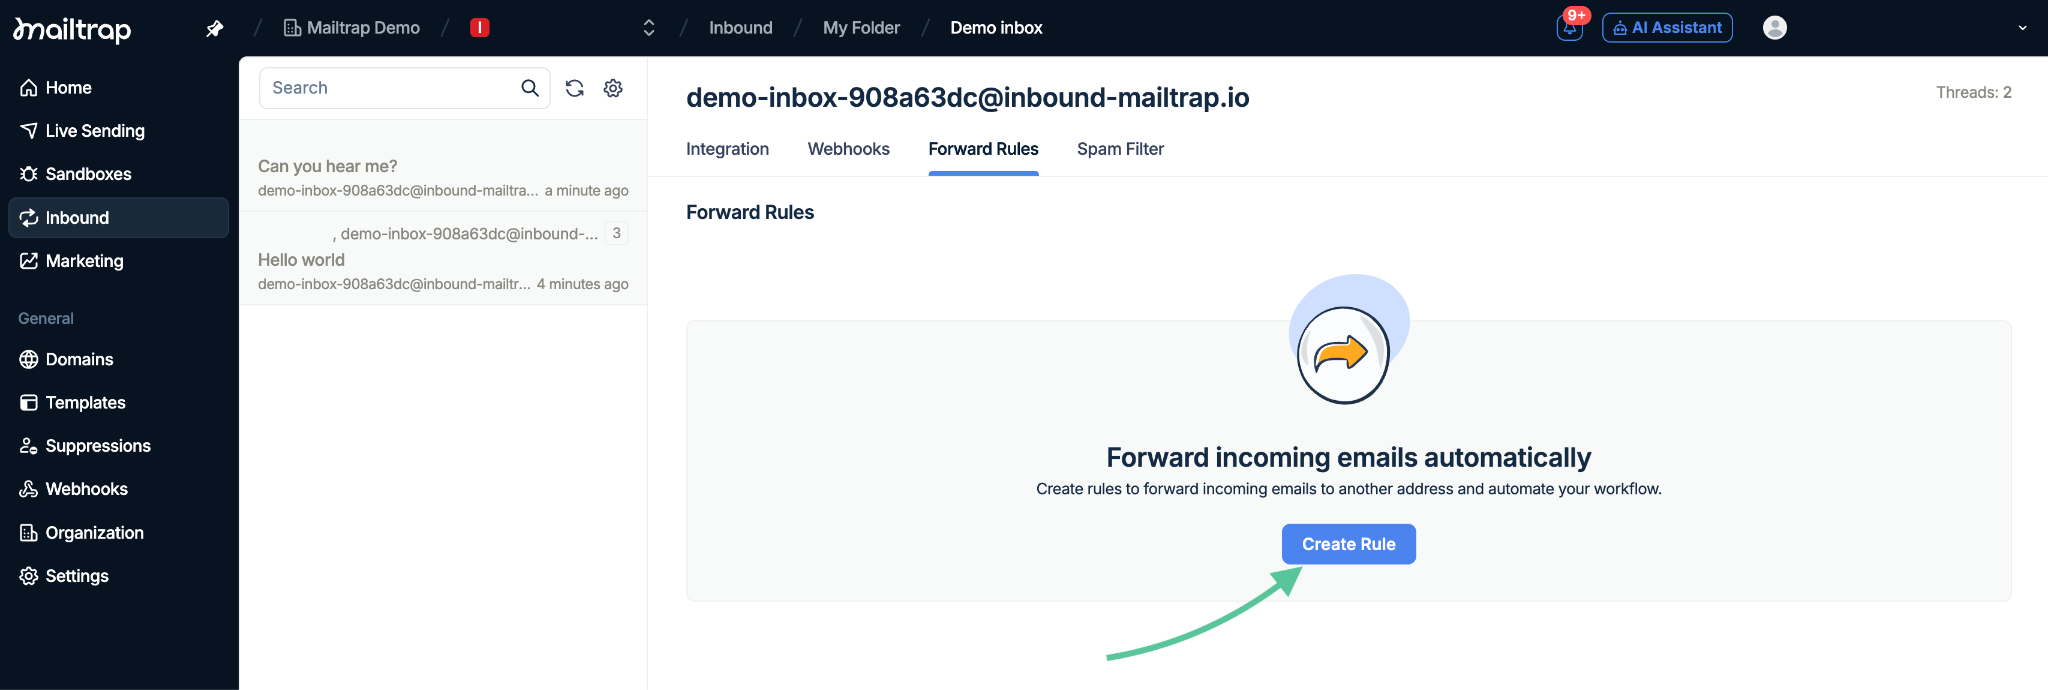 mailtrap
/ Mailtrap Demo / I / Inbound / My Folder / Demo inbox
9+
AI Assistant
Home
Live Sending
Sandboxes
Inbound
Marketing
General
Domains
Templates
Suppressions
Webhooks
Organization
Settings
Search
Can you hear me?
demo-inbox-908a63dc@inbound-mailtra... a minute ago
, demo-inbox-908a63dc@inbound-... 3
Hello world
demo-inbox-908a63dc@inbound-mailtr... 4 minutes ago
demo-inbox-908a63dc@inbound-mailtrap.io
Threads: 2
Integration Webhooks Forward Rules Spam Filter
Forward Rules
Forward incoming emails automatically
Create rules to forward incoming emails to another address and automate your workflow.
Create Rule